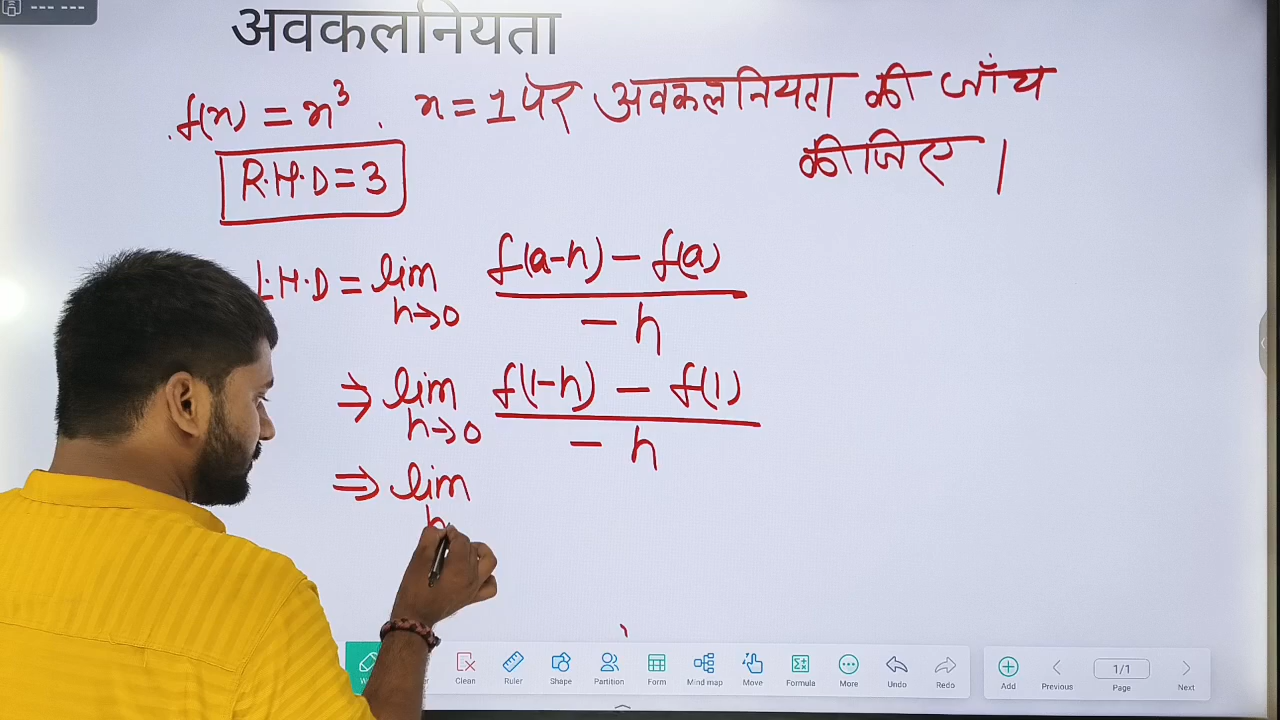 अवकलनियता
f(x) = x³. x = 1 पर अवकलनियता की जाँच
कीजिए।
R.H.D = 3
L.H.D = lim h→0 f(a-h) - f(a) / -h
⇒ lim h→0 f(1-h) - f(1) / -h
⇒ lim h
Clean Ruler Shape Partition Form Mind map Move Formula More Undo Redo Add Previous Page Next
1/1